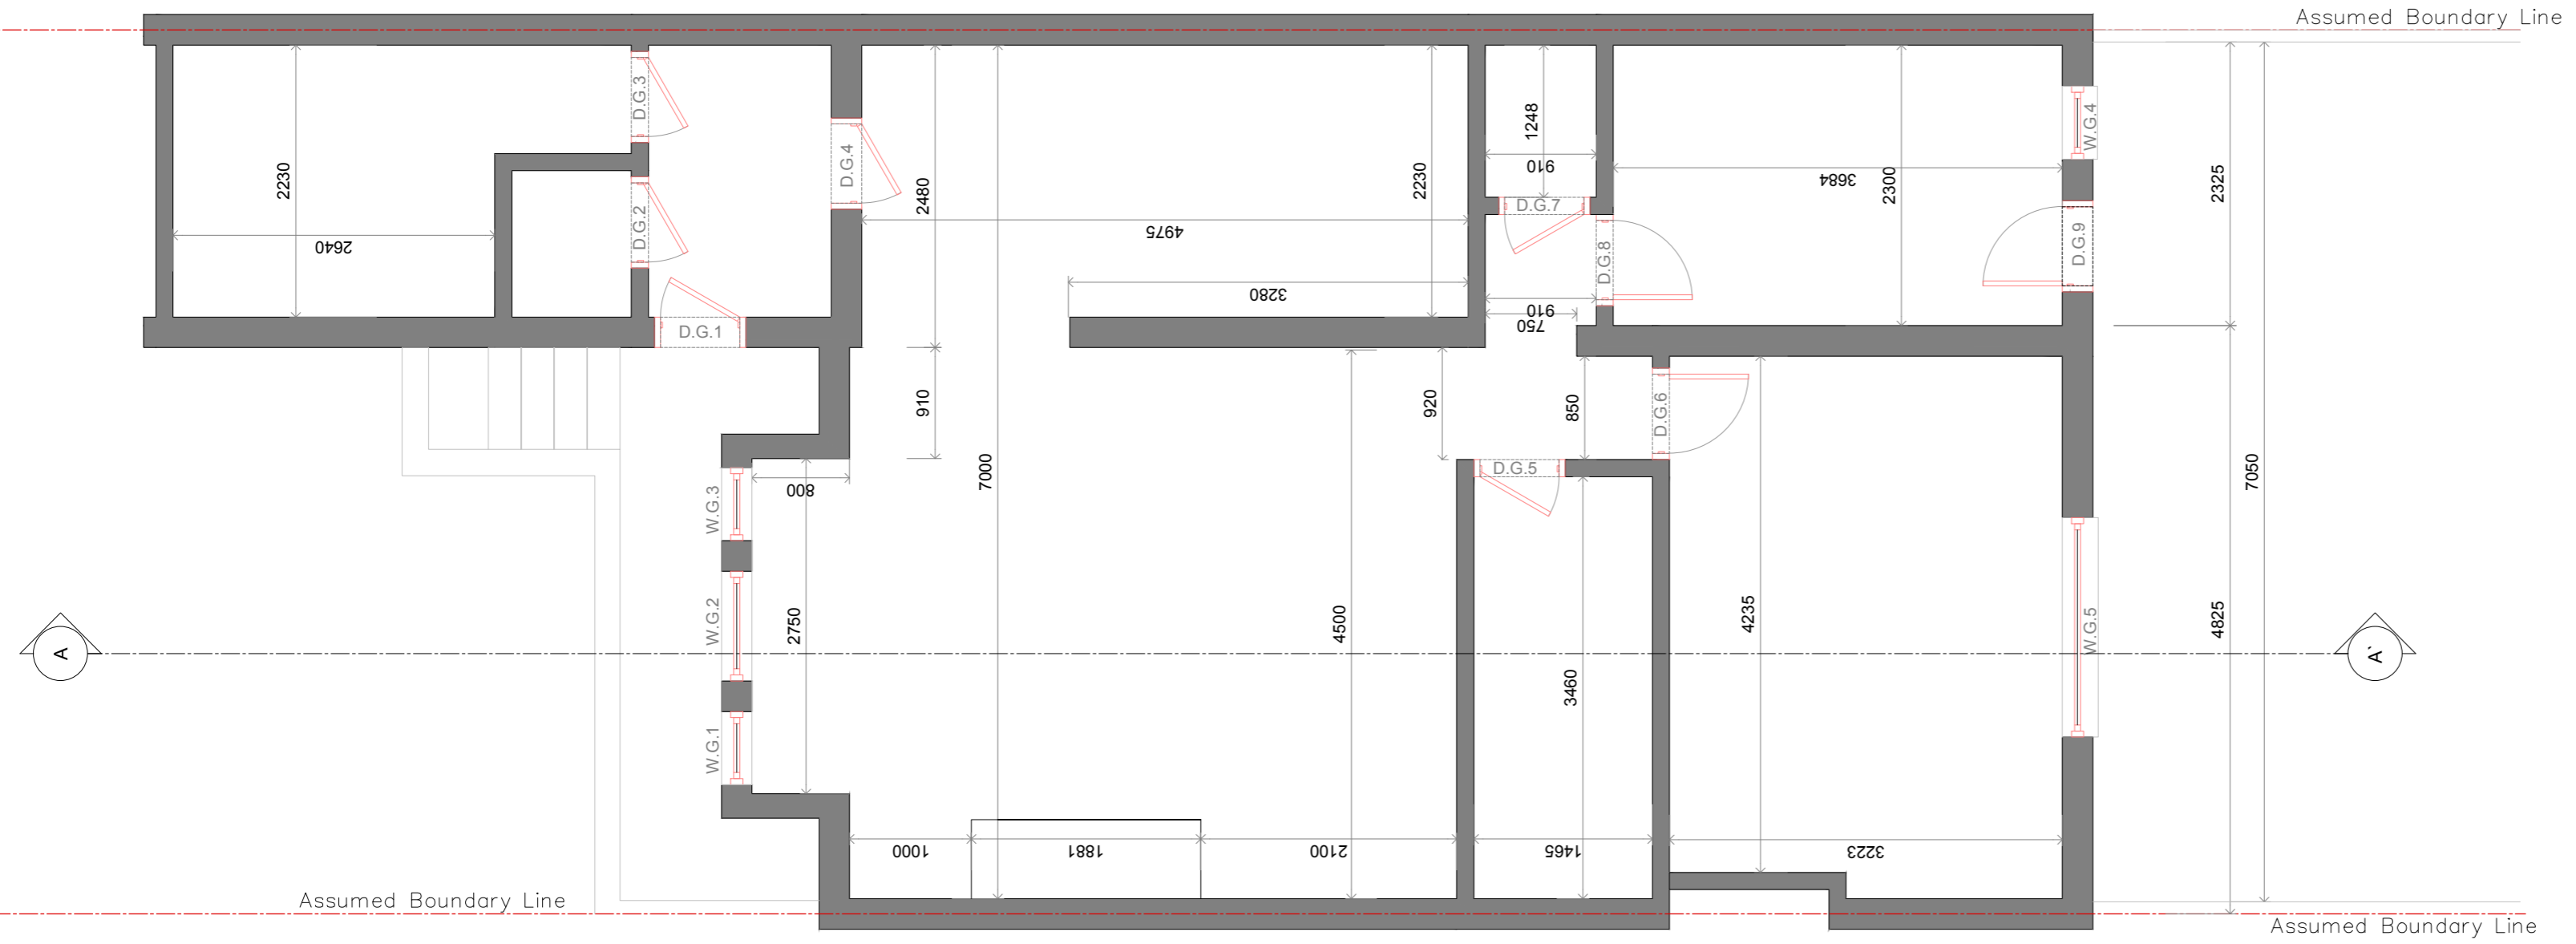 Assumed Boundary Line
D.G.3
W.G.4
1248
D.G.4
910
2230
2230
3684
2300
2325
2480
D.G.7
D.G.2
4975
D.G.9
2640
D.G.8
3280
910
750
D.G.1
910
920
850
D.G.6
D.G.5
7000
7050
800
W.G.3
2750
W.G.2
4500
4235
4825
W.G.5
A
A`
3460
W.G.1
1000
1881
2100
1465
3223
Assumed Boundary Line
Assumed Boundary Line